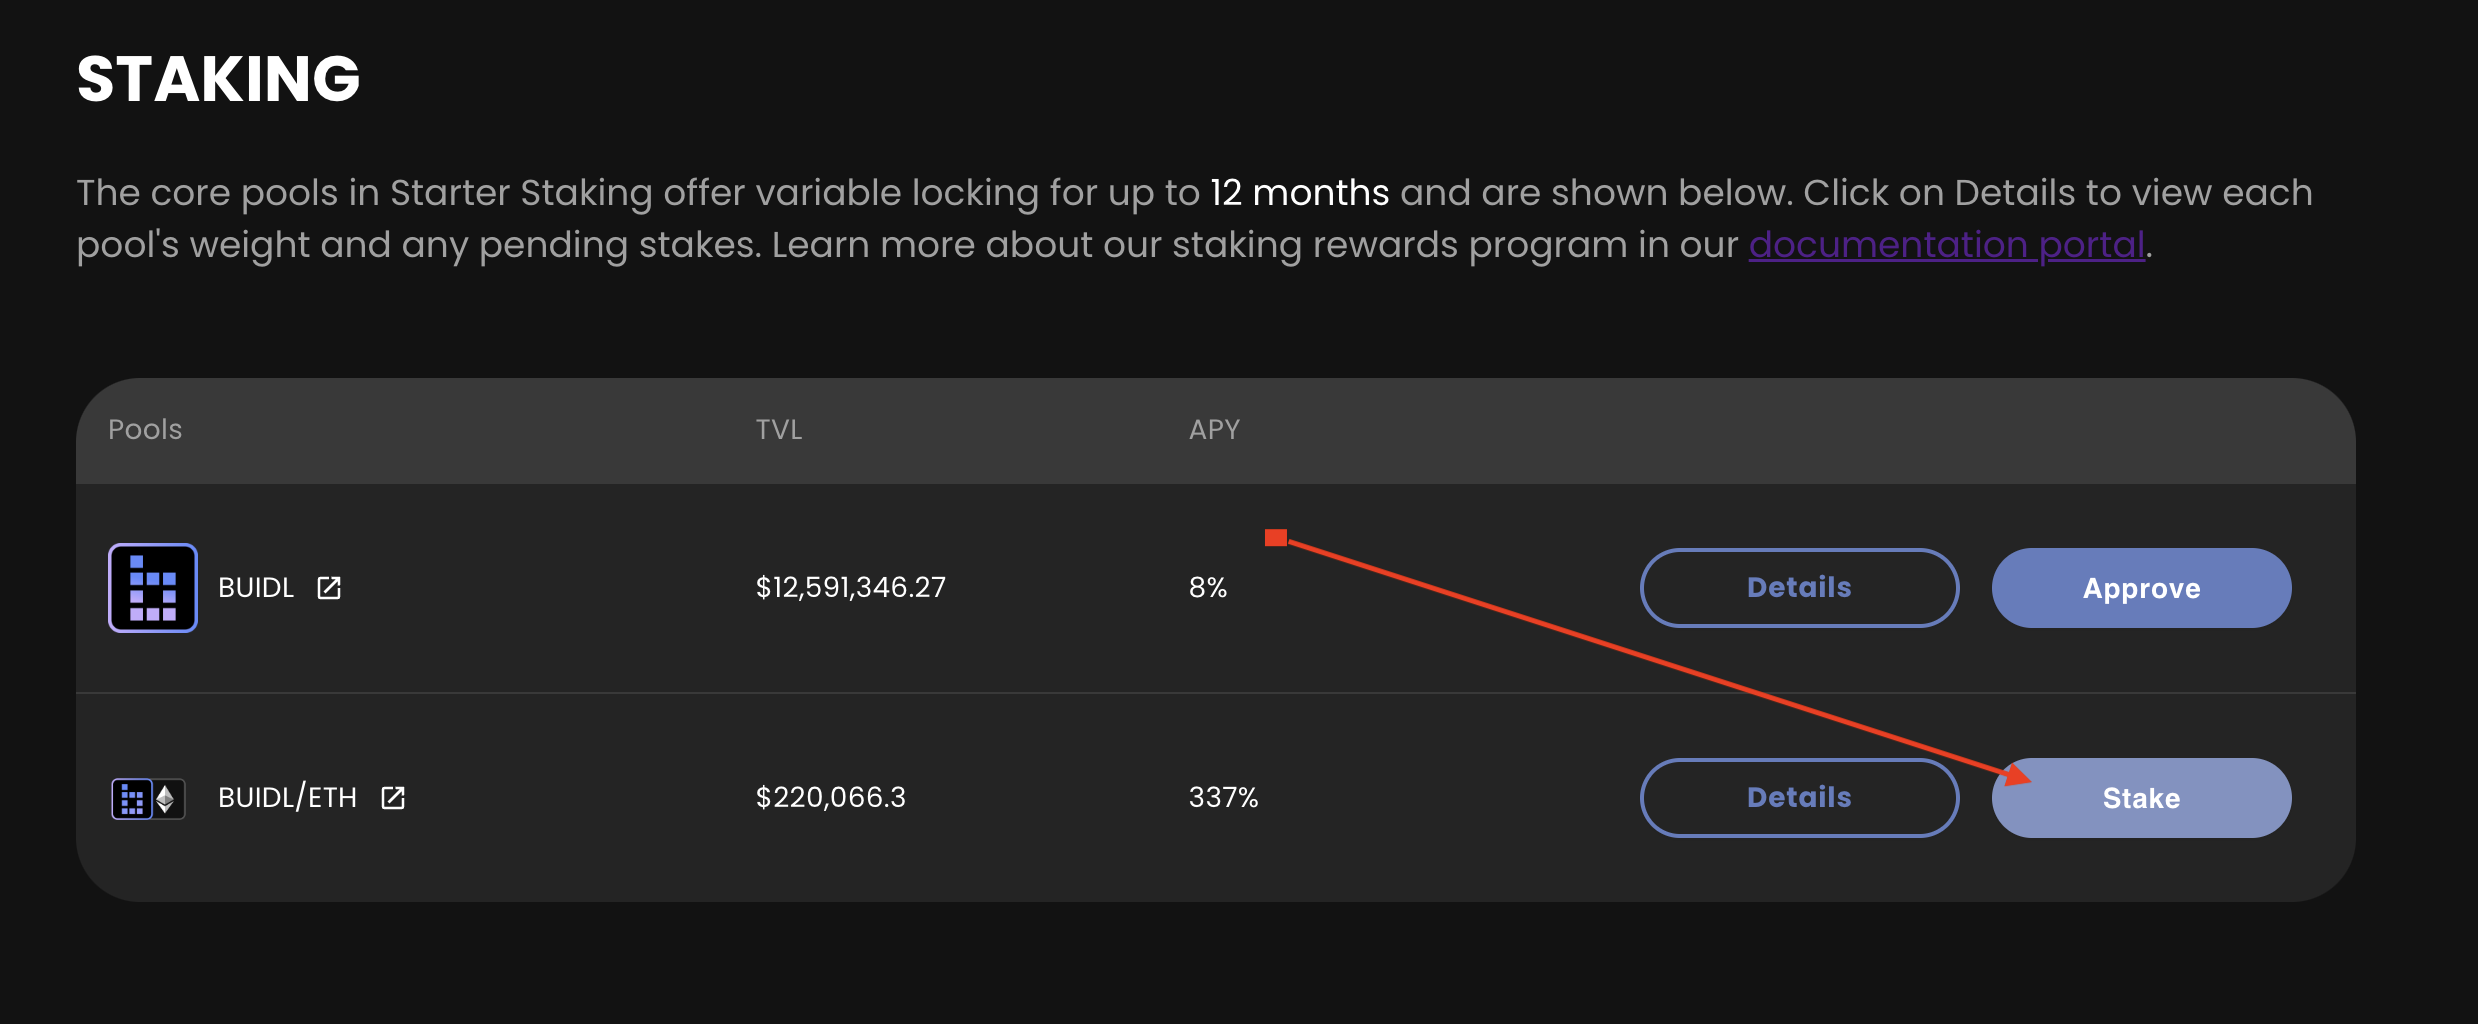 STAKING
The core pools in Starter Staking offer variable locking for up to 12 months and are shown below. Click on Details to view each
pool's weight and any pending stakes. Learn more about our staking rewards program in our documentation portal.
Pools TVL APY
BUIDL $12,591,346.27 8% Details Approve
BUIDL/ETH $220,066.3 337% Details Stake